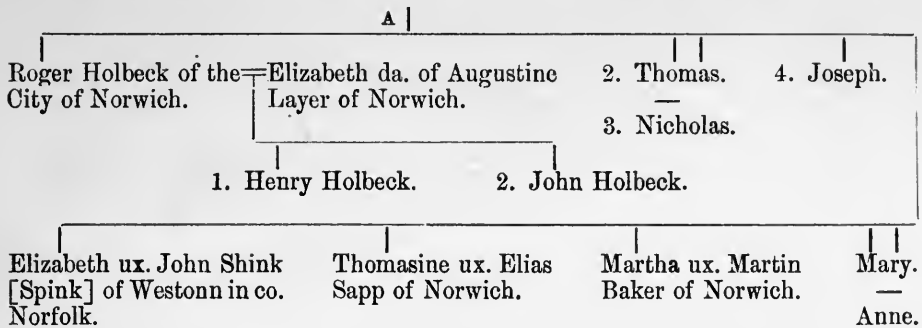 A
Roger Holbeck of the Elizabeth da. of Augustine 2. Thomas. 4. Joseph.
City of Norwich. Layer of Norwich. —
3. Nicholas.
1. Henry Holbeck. 2. John Holbeck.
Elizabeth ux. John Shink Thomasine ux. Elias Martha ux. Martin Mary.
[Spink] of Westonn in co. Sapp of Norwich. Baker of Norwich. —
Norfolk. Anne.